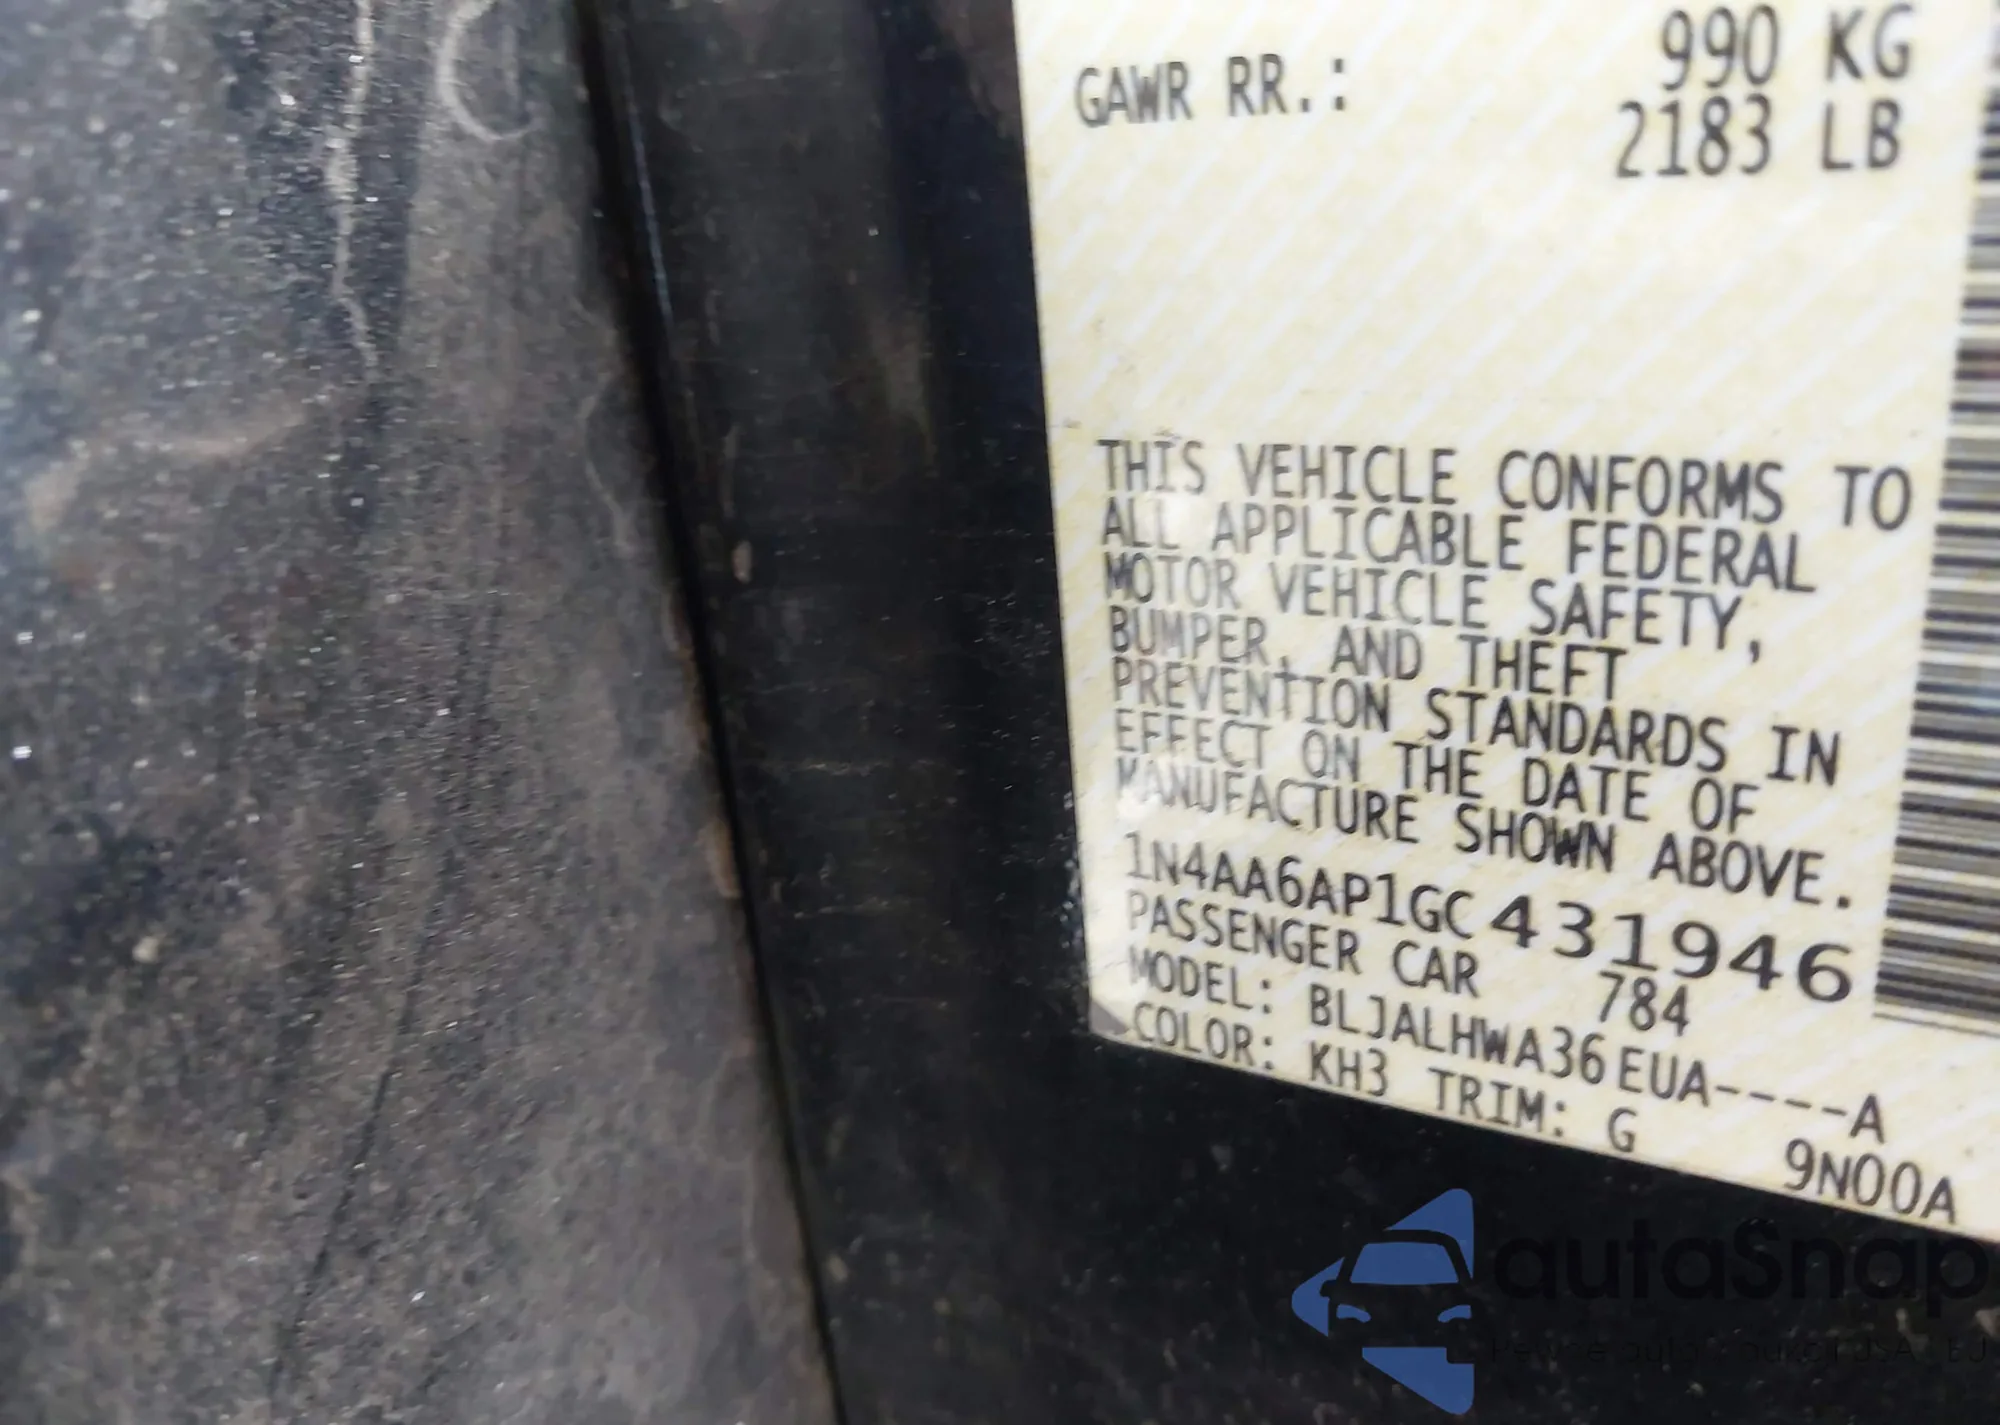 990 KG
GAWR RR.:
2183 LB
THIS VEHICLE CONFORMS TO
ALL APPLICABLE FEDERAL
MOTOR VEHICLE SAFETY,
BUMPER, AND THEFT
PREVENTION STANDARDS IN
EFFECT ON THE DATE OF
MANUFACTURE SHOWN ABOVE.
1N4AA6AP1GC431946
PASSENGER CAR 784
MODEL: BLJALHWA36EUA----A
COLOR: KH3 TRIM: G
9N00A
autaSnap